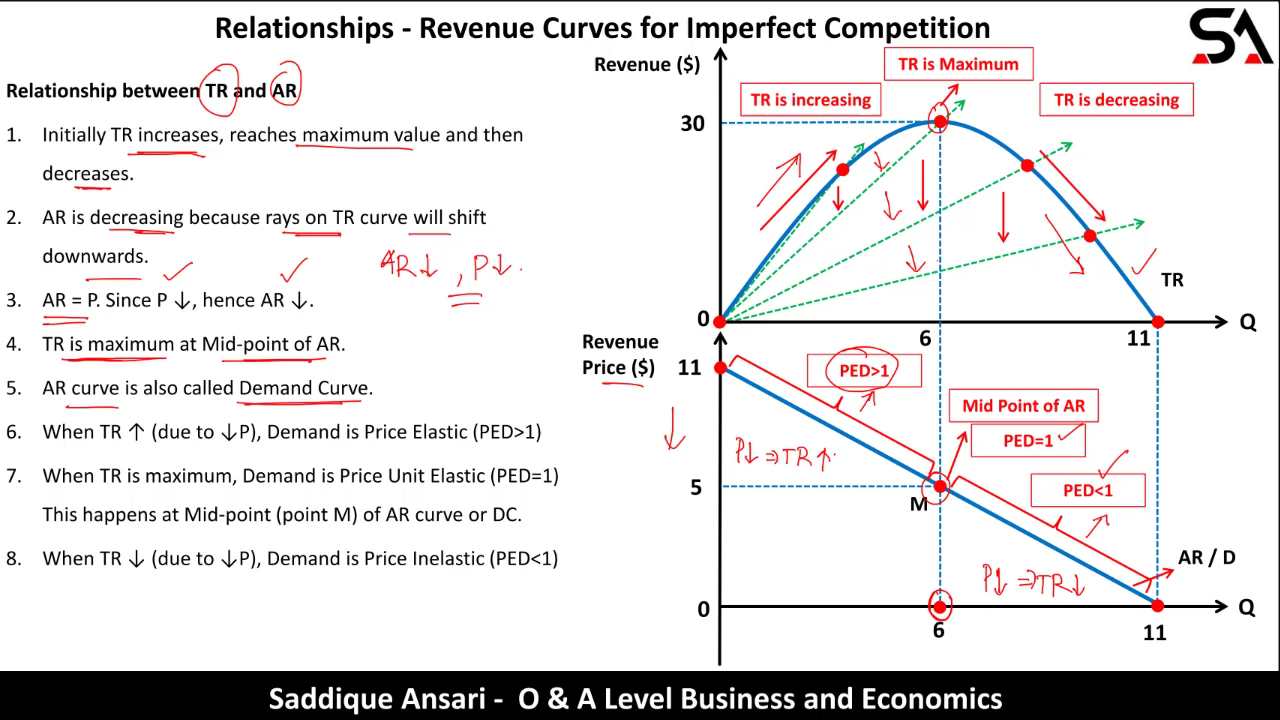 Relationships - Revenue Curves for Imperfect Competition
SA
Relationship between TR and AR
1. Initially TR increases, reaches maximum value and then
decreases.
2. AR is decreasing because rays on TR curve will shift
downwards.
AR↓, P↓.
3. AR = P. Since P ↓, hence AR ↓.
4. TR is maximum at Mid-point of AR.
5. AR curve is also called Demand Curve.
6. When TR ↑ (due to ↓P), Demand is Price Elastic (PED>1)
7. When TR is maximum, Demand is Price Unit Elastic (PED=1)
This happens at Mid-point (point M) of AR curve or DC.
8. When TR ↓ (due to ↓P), Demand is Price Inelastic (PED<1)
Revenue ($)
TR is Maximum
TR is increasing
TR is decreasing
30
TR
0
6
11
Q
Revenue
Price ($)
11
PED>1
Mid Point of AR
PED=1
P↓ ⇒ TR↑.
PED<1
5
M
AR / D
P↓ ⇒ TR↓
0
Q
6
11
Saddique Ansari - O & A Level Business and Economics